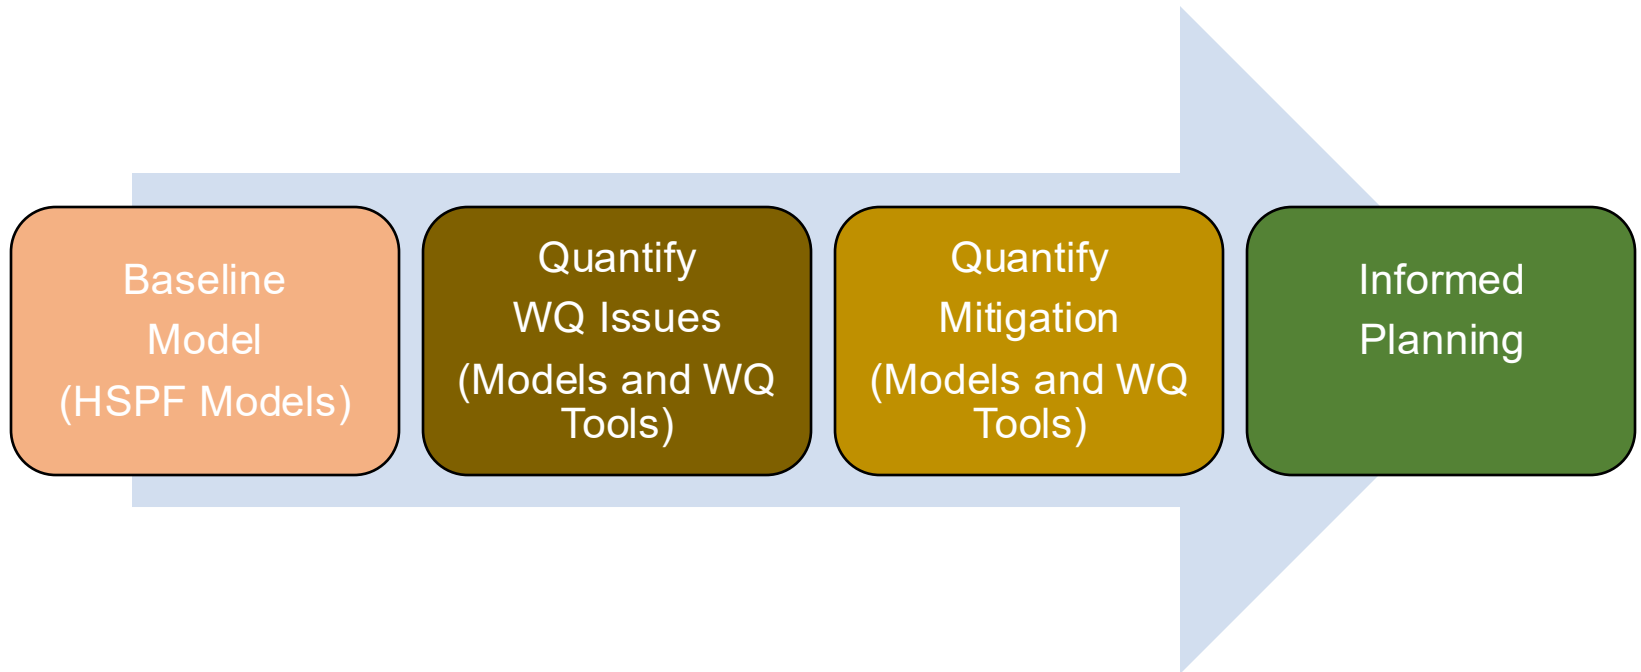 Baseline
Model
(HSPF Models)
Quantify
WQ Issues
(Models and WQ
Tools)
Quantify
Mitigation
(Models and WQ
Tools)
Informed
Planning